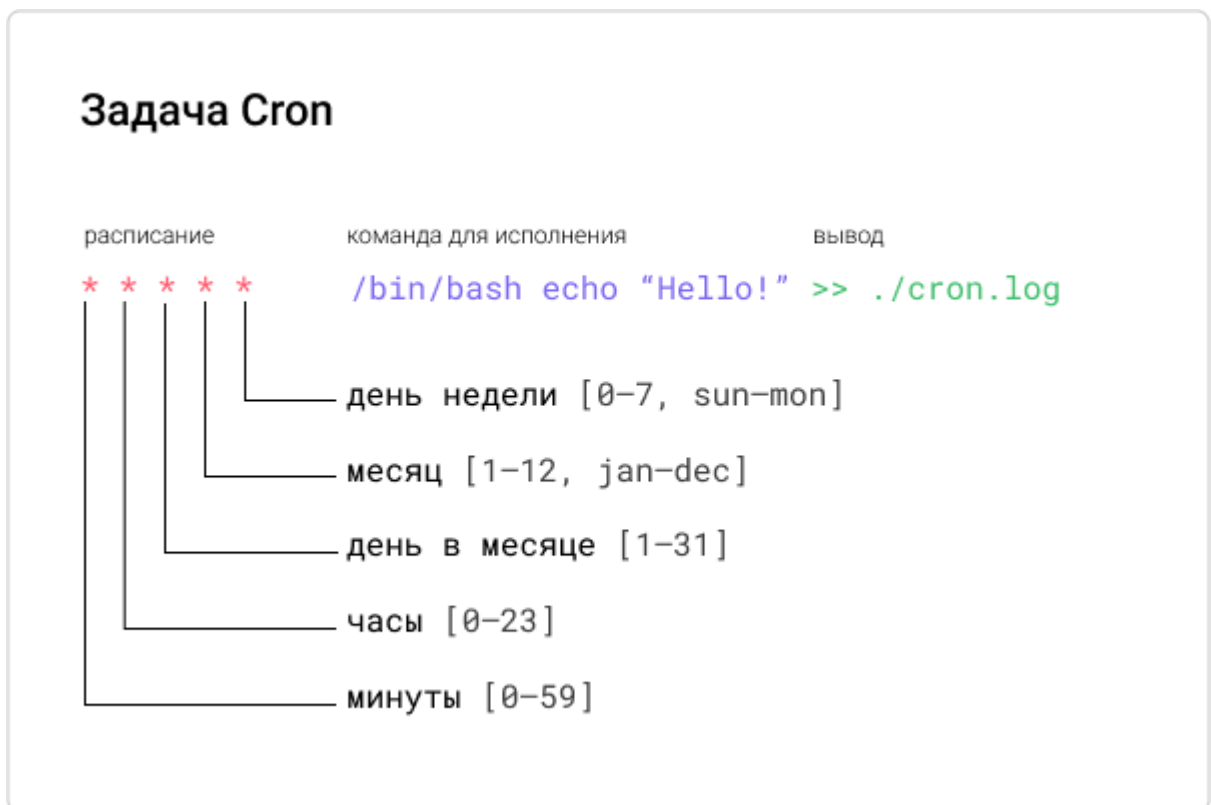 Задача Cron
расписание команда для исполнения вывод
* * * * * /bin/bash echo “Hello!” >> ./cron.log
день недели [0–7, sun–mon]
месяц [1–12, jan–dec]
день в месяце [1–31]
часы [0–23]
минуты [0–59]